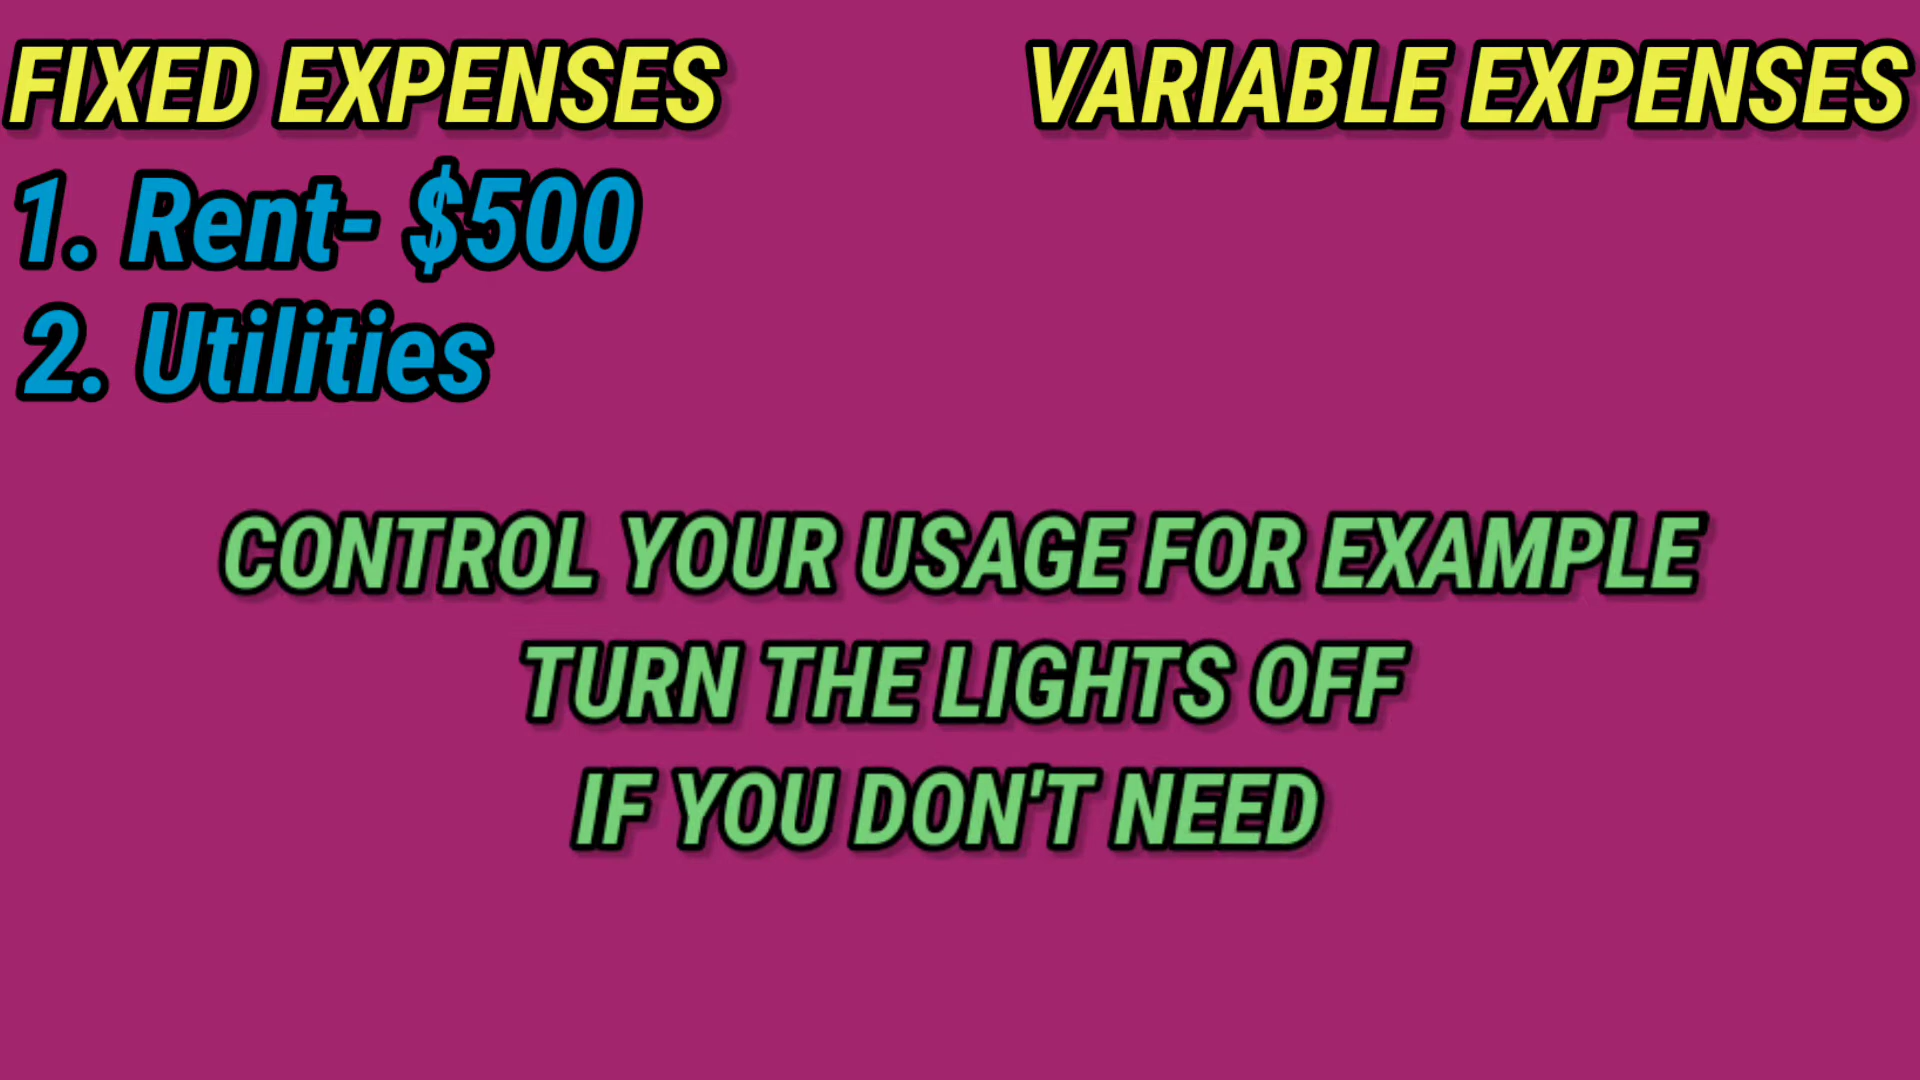 FIXED EXPENSES
1. Rent- $500
2. Utilities
VARIABLE EXPENSES
CONTROL YOUR USAGE FOR EXAMPLE
TURN THE LIGHTS OFF
IF YOU DON'T NEED